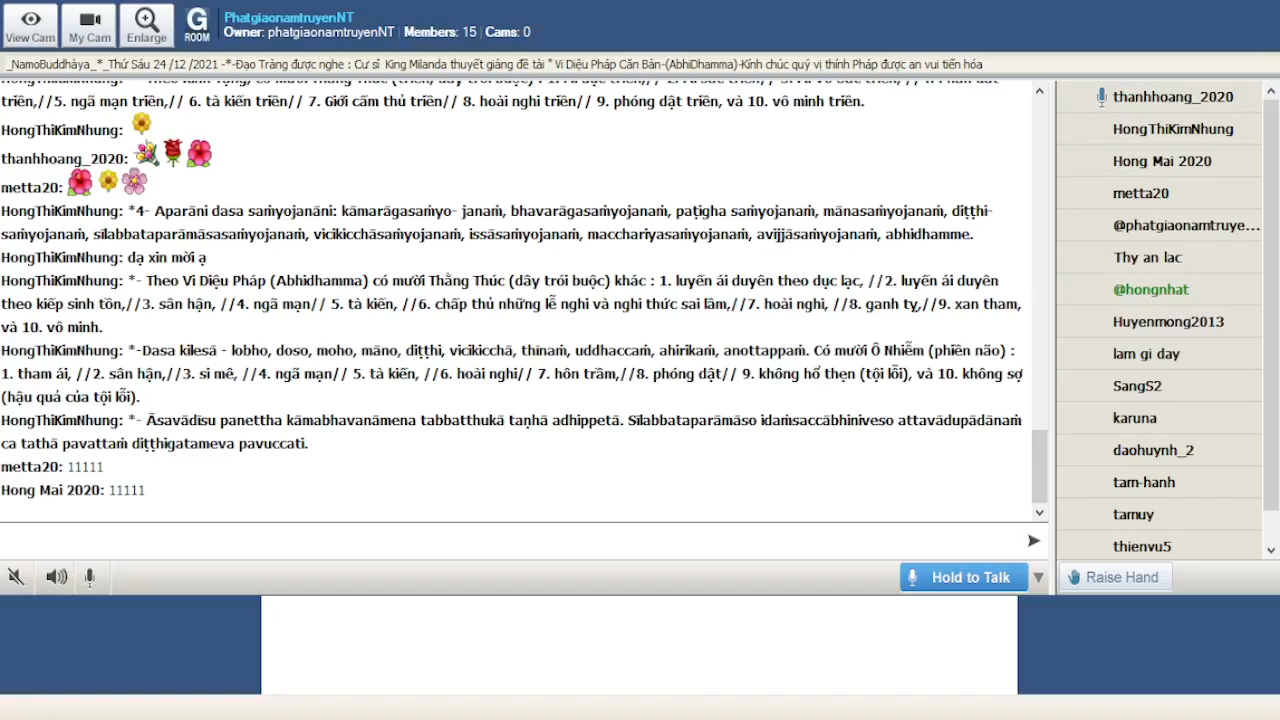 View Cam
My Cam
Enlarge
G
ROOM
PhatgiaonamtruyenNT
Owner: phatgiaonamtruyenNT | Members: 15 | Cams: 0
_NamoBuddhàya_*_Thứ Sáu 24 /12 /2021 -*-Đạo Tràng được nghe : Cư sĩ King Milanda thuyết giảng đề tài " Vi Diệu Pháp Căn Bản-(AbhiDhamma)-Kính chúc quý vị thính Pháp được an vui tiến hóa
triền,//5. ngã mạn triền,// 6. tà kiến triền// 7. Giới cấm thủ triền// 8. hoài nghi triền// 9. phóng dật triền, và 10. vô minh triền.
HongThiKimNhung:
thanhhoang_2020:
metta20:
HongThiKimNhung: *4- Aparāni dasa saṁyojanāni: kāmarāgasaṁyo- janaṁ, bhavarāgasaṁyojanaṁ, paṭigha saṁyojanaṁ, mānasaṁyojanaṁ, diṭṭhi-
saṁyojanaṁ, sīlabbataparāmāsasaṁyojanaṁ, vicikicchāsaṁyojanaṁ, issāsaṁyojanaṁ, macchariyasaṁyojanaṁ, avijjāsaṁyojanaṁ, abhidhamme.
HongThiKimNhung: dạ xin mời ạ
HongThiKimNhung: *- Theo Vi Diệu Pháp (Abhidhamma) có mười Thằng Thúc (dây trói buộc) khác : 1. luyến ái duyên theo dục lạc, //2. luyến ái duyên
theo kiếp sinh tồn,//3. sân hận, //4. ngã mạn// 5. tà kiến, //6. chấp thủ những lễ nghi và nghi thức sai lầm,//7. hoài nghi, //8. ganh tỵ,//9. xan tham,
và 10. vô minh.
HongThiKimNhung: *-Dasa kilesā - lobho, doso, moho, māno, diṭṭhi, vicikicchā, thīnaṁ, uddhaccaṁ, ahirikaṁ, anottappaṁ. Có mười Ô Nhiễm (phiền não) :
1. tham ái, //2. sân hận,//3. si mê, //4. ngã mạn// 5. tà kiến, //6. hoài nghi// 7. hôn trầm,//8. phóng dật// 9. không hổ thẹn (tội lỗi), và 10. không sợ
(hậu quả của tội lỗi).
HongThiKimNhung: *- Āsavādīsu panettha kāmabhavanāmena tabbatthukā taṇhā adhippetā. Sīlabbataparāmāso idaṁsaccābhiniveso attavādupādānaṁ
ca tathā pavattaṁ diṭṭhigatameva pavuccati.
metta20: 11111
Hong Mai 2020: 11111
Hold to Talk
thanhhoang_2020
HongThiKimNhung
Hong Mai 2020
metta20
@phatgiaonamtruye...
Thy an lac
@hongnhat
Huyenmong2013
lam gi day
SangS2
karuna
daohuynh_2
tam-hanh
tamuy
thienvu5
Raise Hand